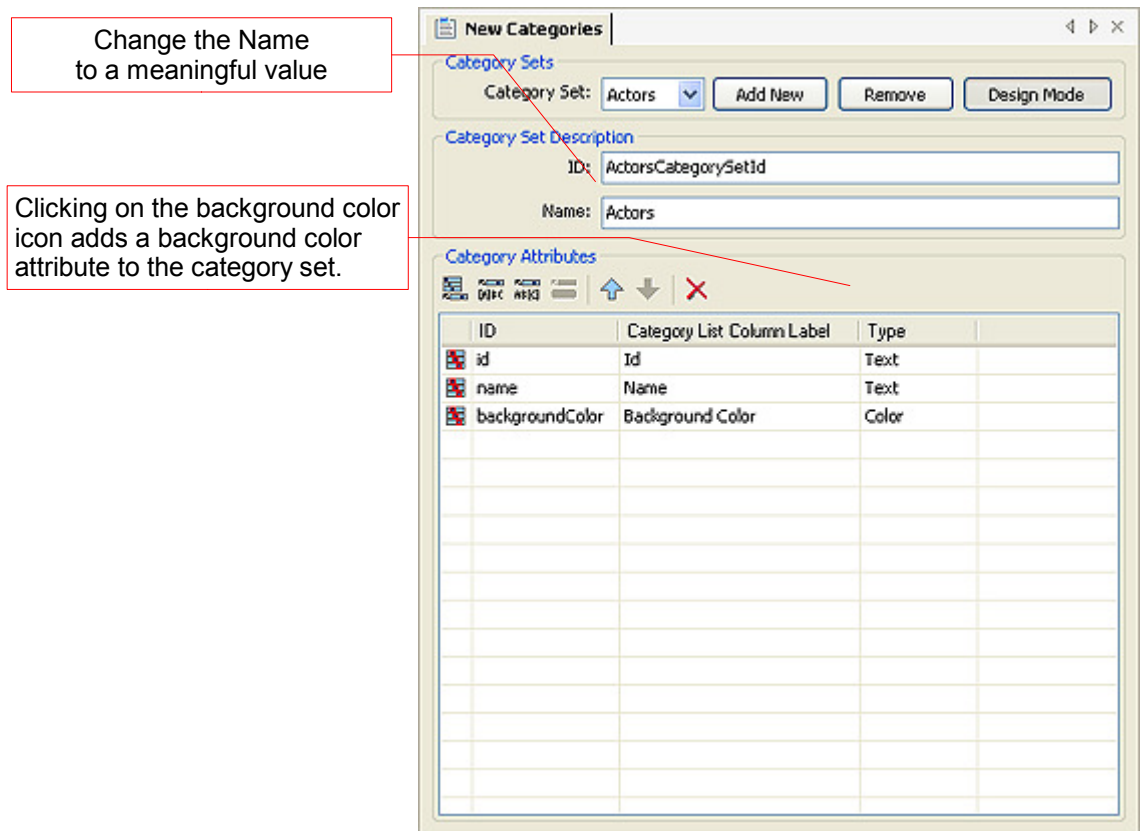 Change the Name
to a meaningful value
Clicking on the background color
icon adds a background color
attribute to the category set.
New Categories
Category Sets
Category Set: Actors Add New Remove Design Mode
Category Set Description
ID: ActorsCategorySetId
Name: Actors
Category Attributes
ID Category List Column Label Type
id Id Text
name Name Text
backgroundColor Background Color Color